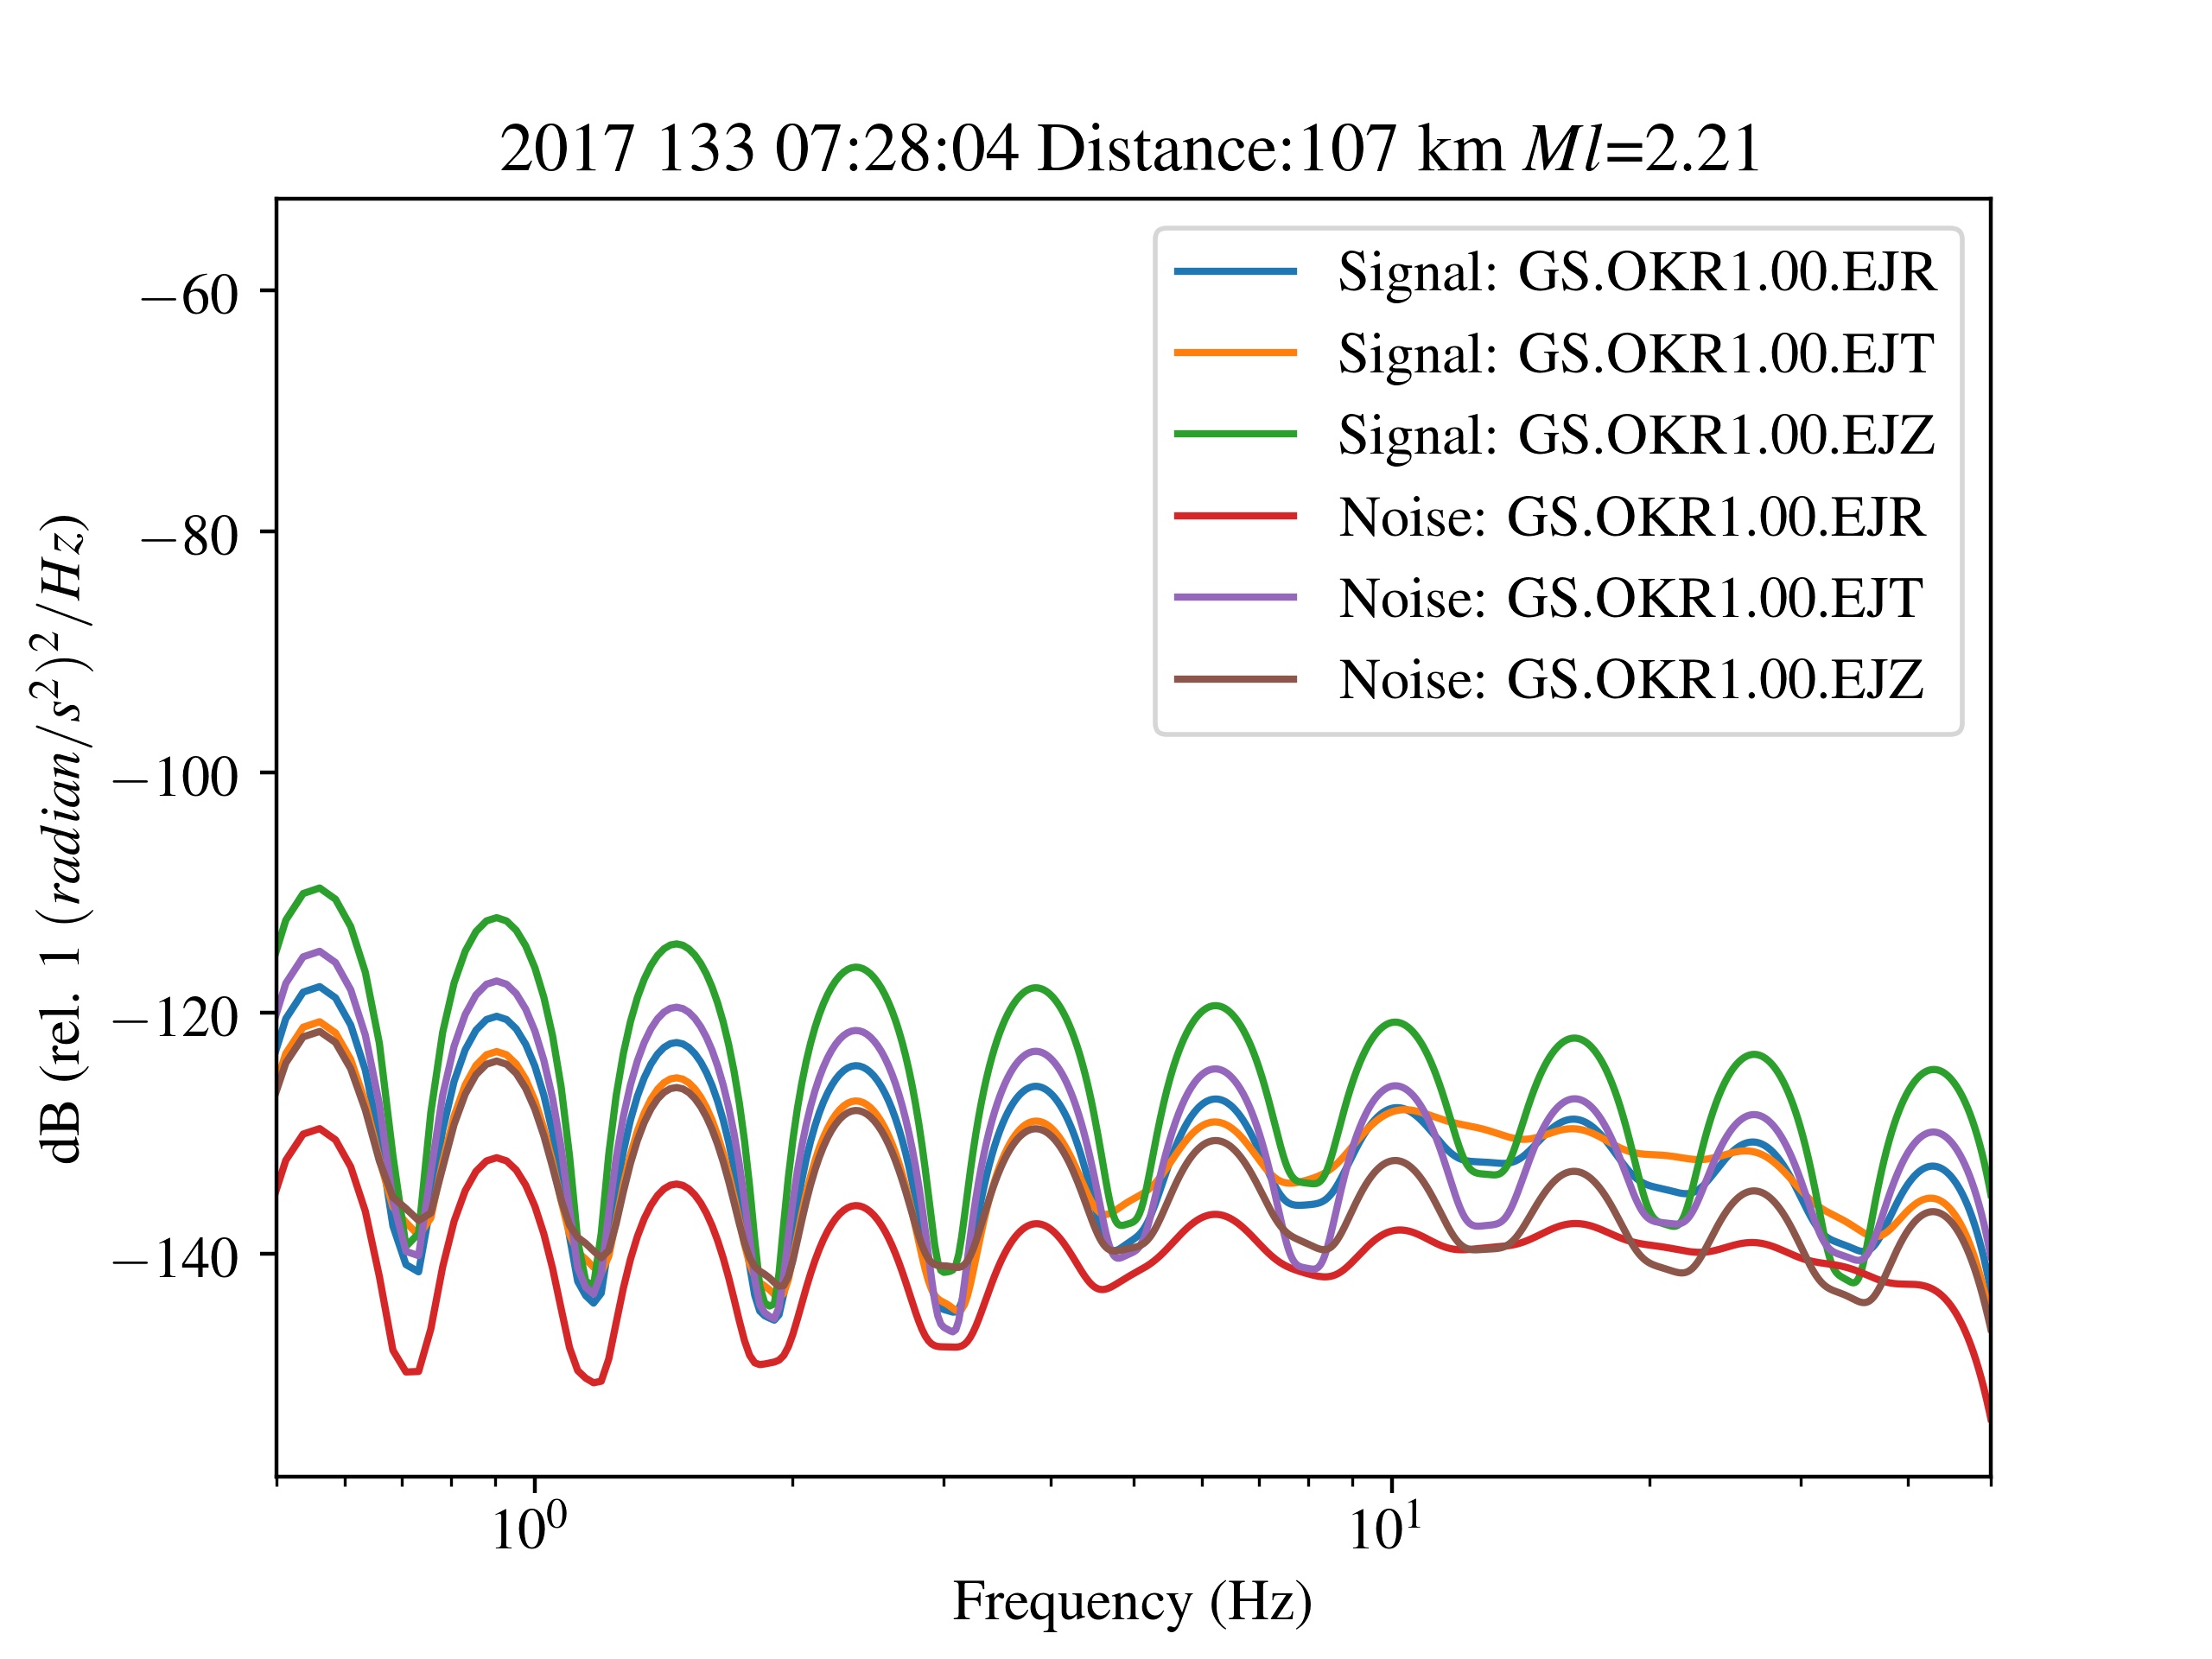 2017 133 07:28:04 Distance:107 km Ml=2.21
dB (rel. 1 (radian/s²)²/Hz)
−60
−80
−100
−120
−140
Signal: GS.OKR1.00.EJR
Signal: GS.OKR1.00.EJT
Signal: GS.OKR1.00.EJZ
Noise: GS.OKR1.00.EJR
Noise: GS.OKR1.00.EJT
Noise: GS.OKR1.00.EJZ
10⁰ 10¹
Frequency (Hz)